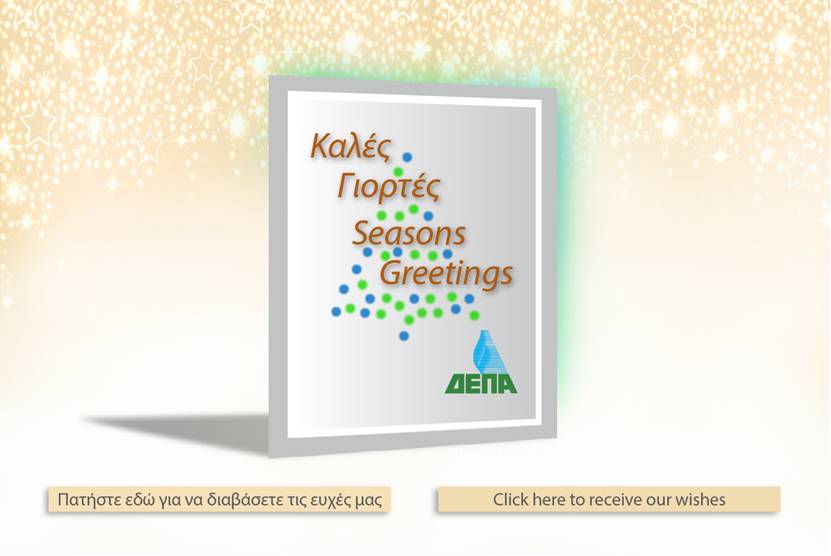 Καλές
Γιορτές
Seasons
Greetings
ΔΕΠΑ
Πατήστε εδώ για να διαβάσετε τις ευχές μας
Click here to receive our wishes